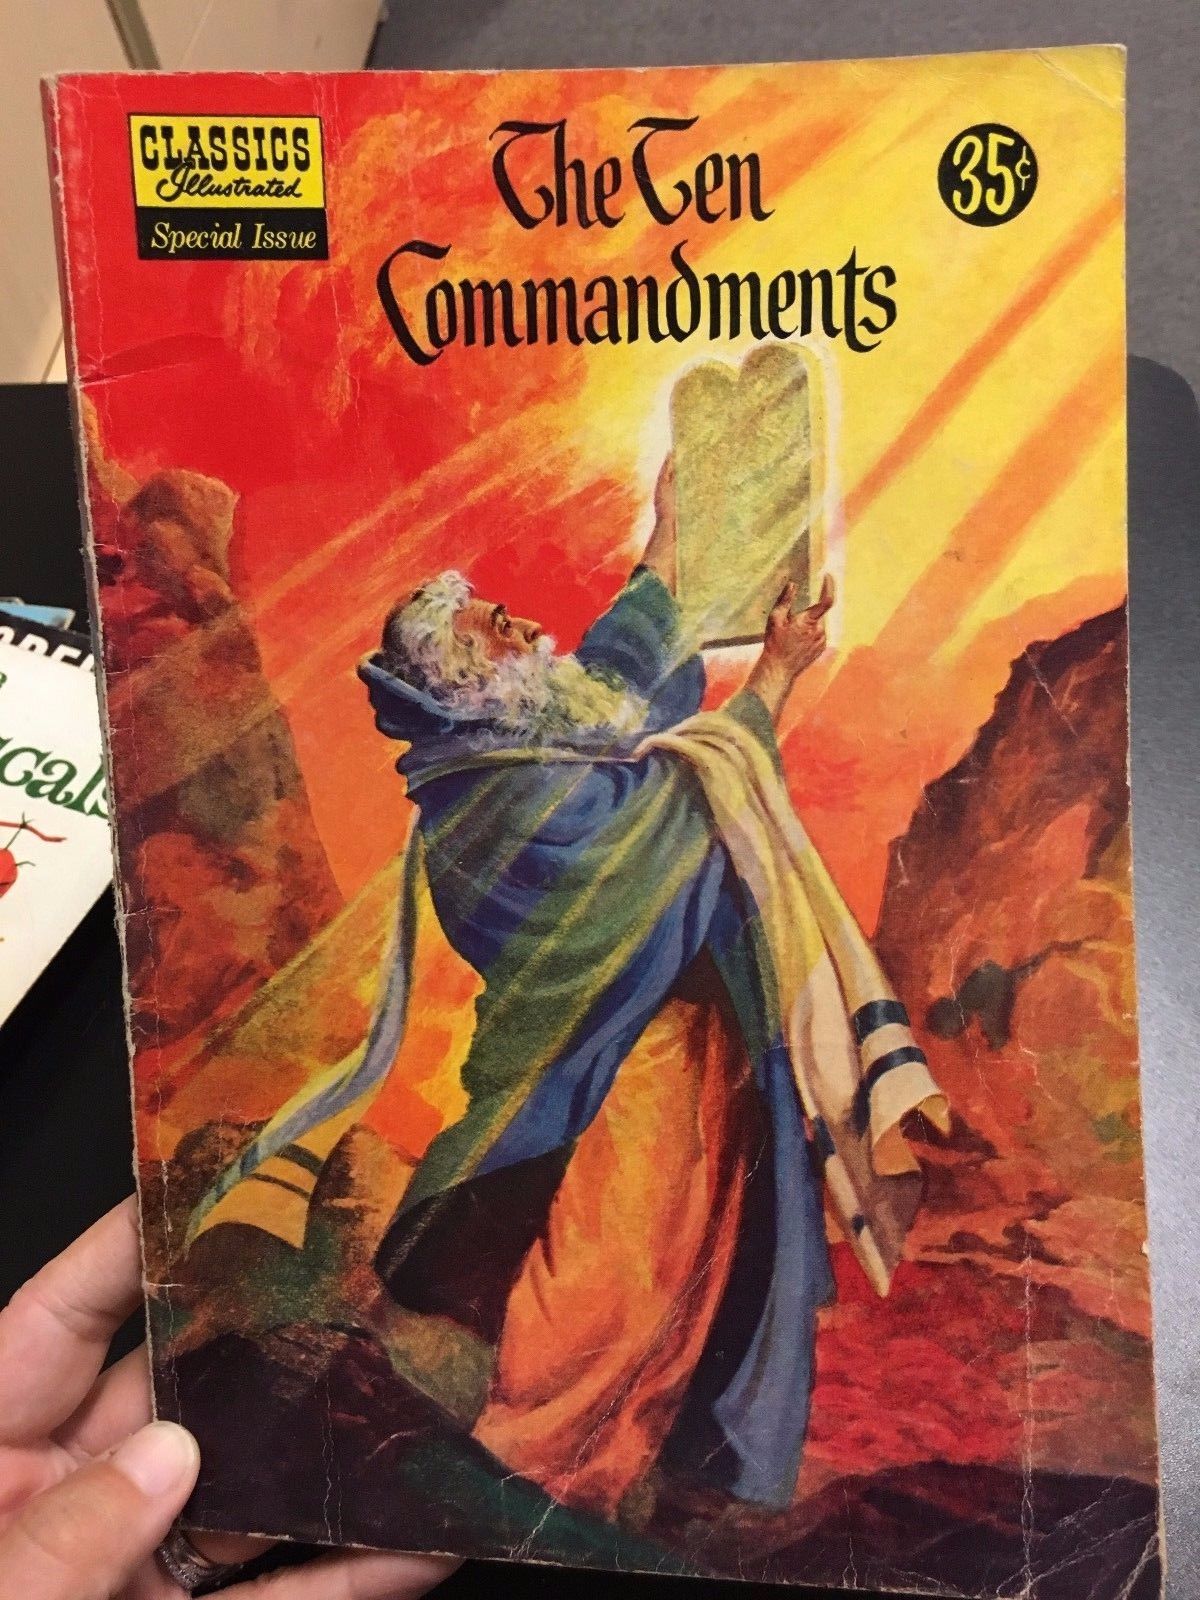 CLASSICS
Illustrated
Special Issue
The Ten
Commandments
35¢